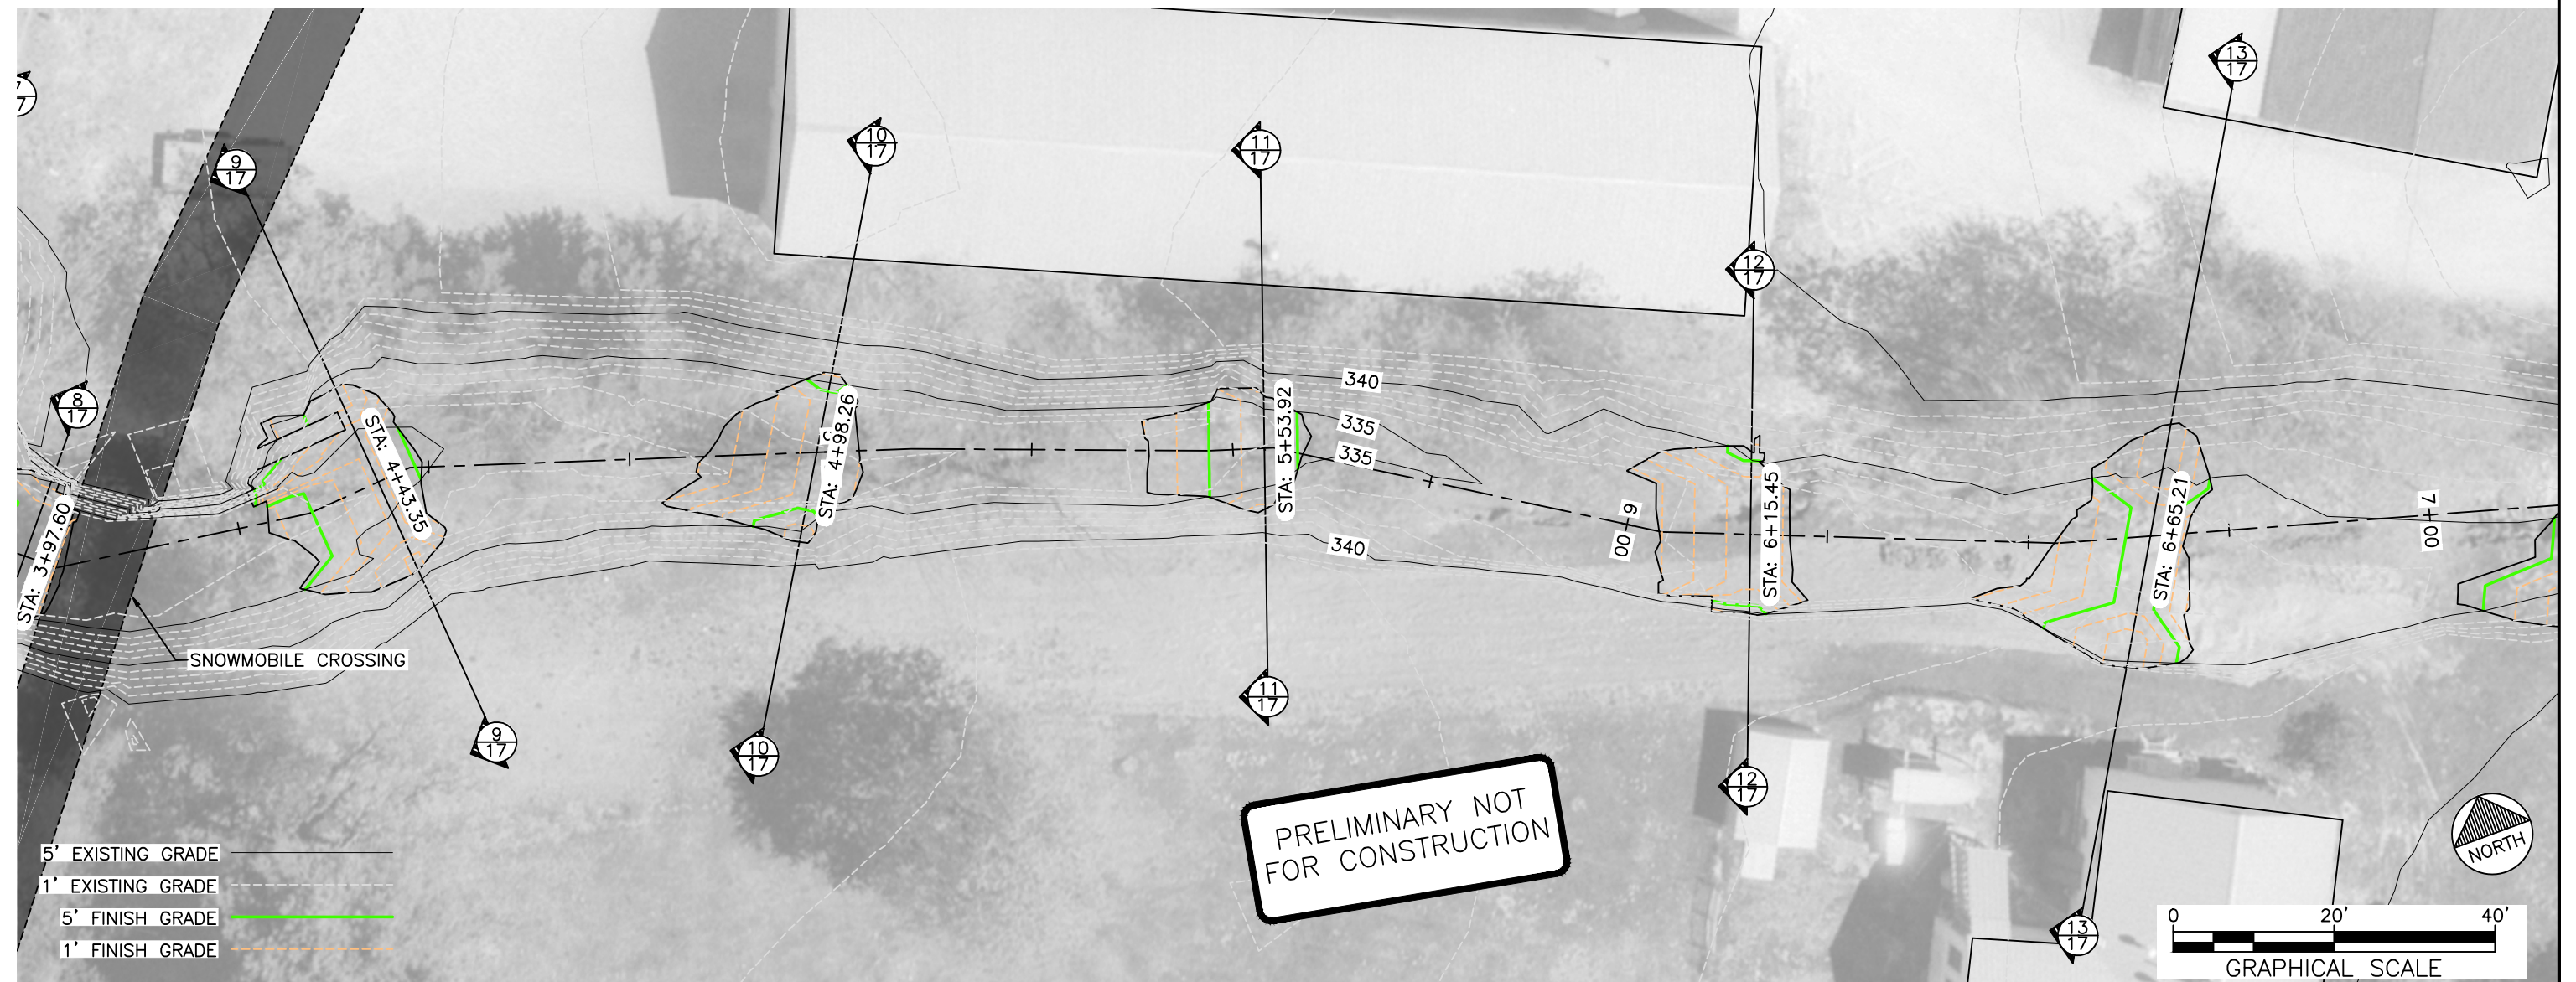 13
17
7
7
10
17
11
17
9
17
12
17
340
8
17
STA: 4+43.35
STA: 4+98.26
STA: 5+53.92
335
335
6+00
STA: 6+15.45
STA: 6+65.21
7+00
STA: 3+97.60
340
SNOWMOBILE CROSSING
11
17
9
17
10
17
12
17
PRELIMINARY NOT
FOR CONSTRUCTION
NORTH
5' EXISTING GRADE
1' EXISTING GRADE
5' FINISH GRADE
1' FINISH GRADE
13
17
0 20' 40'
GRAPHICAL SCALE